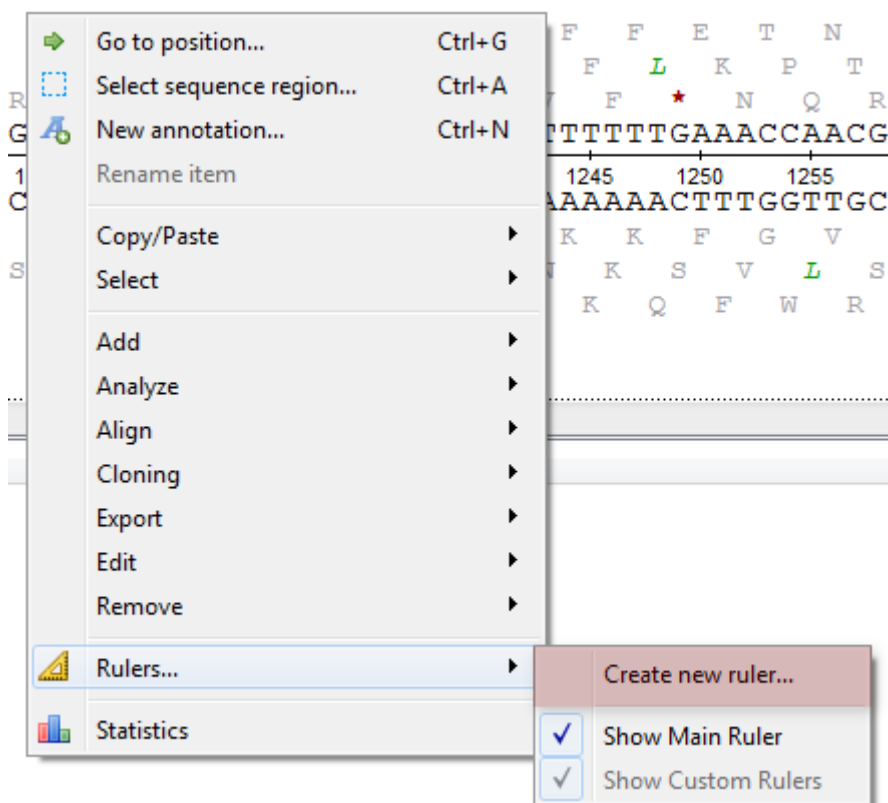 Go to position... Ctrl+G F F E T N
Select sequence region... Ctrl+A F L K P T
R F * N Q R
New annotation... Ctrl+N
G TTTTTGAAACCAACG
Rename item 1 1245 1250 1255
C AAAAACTTTGGTTGC
Copy/Paste K K F G V
Select
S K S V L S
K Q F W R
Add
Analyze
Align
Cloning
Export
Edit
Remove
Rulers...
Create new ruler...
Statistics
Show Main Ruler
Show Custom Rulers